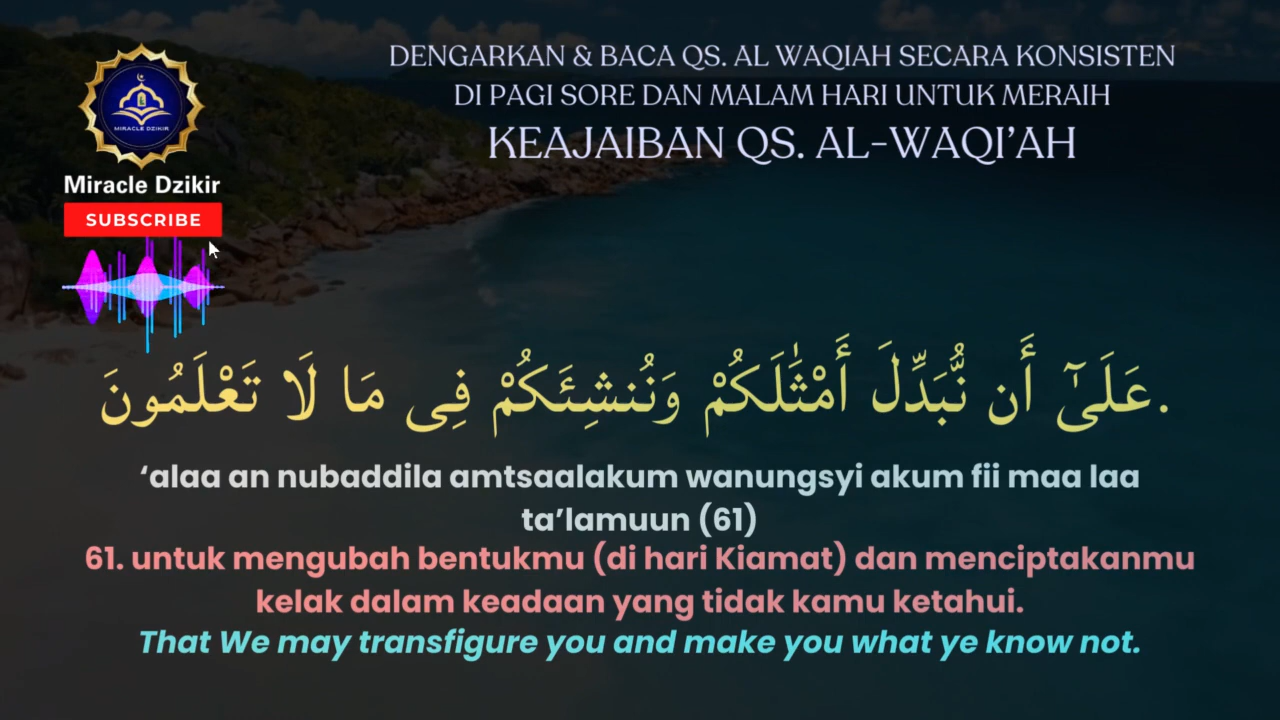 DENGARKAN & BACA QS. AL WAQIAH SECARA KONSISTEN
DI PAGI SORE DAN MALAM HARI UNTUK MERAIH
KEAJAIBAN QS. AL-WAQI’AH
MIRACLE DZIKIR
Miracle Dzikir
SUBSCRIBE
عَلَىٰٓ أَن نُّبَدِّلَ أَمْثَٰلَكُمْ وَنُنشِئَكُمْ فِى مَا لَا تَعْلَمُونَ.
‘alaa an nubaddila amtsaalakum wanungsyi akum fii maa laa
ta’lamuun (61)
61. untuk mengubah bentukmu (di hari Kiamat) dan menciptakanmu
kelak dalam keadaan yang tidak kamu ketahui.
That We may transfigure you and make you what ye know not.